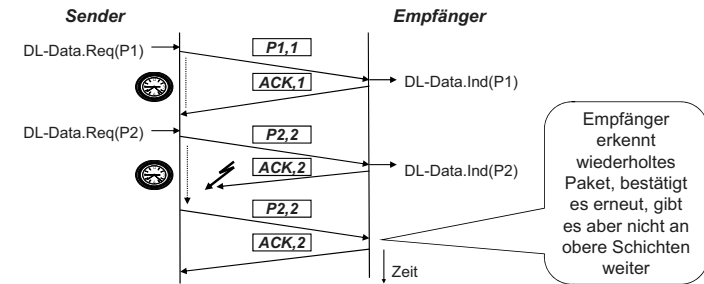 Sender
Empfänger
DL-Data.Req(P1)
P1,1
ACK,1
DL-Data.Ind(P1)
DL-Data.Req(P2)
P2,2
ACK,2
DL-Data.Ind(P2)
P2,2
ACK,2
Zeit
Empfänger
erkennt
wiederholtes
Paket, bestätigt
es erneut, gibt
es aber nicht an
obere Schichten
weiter